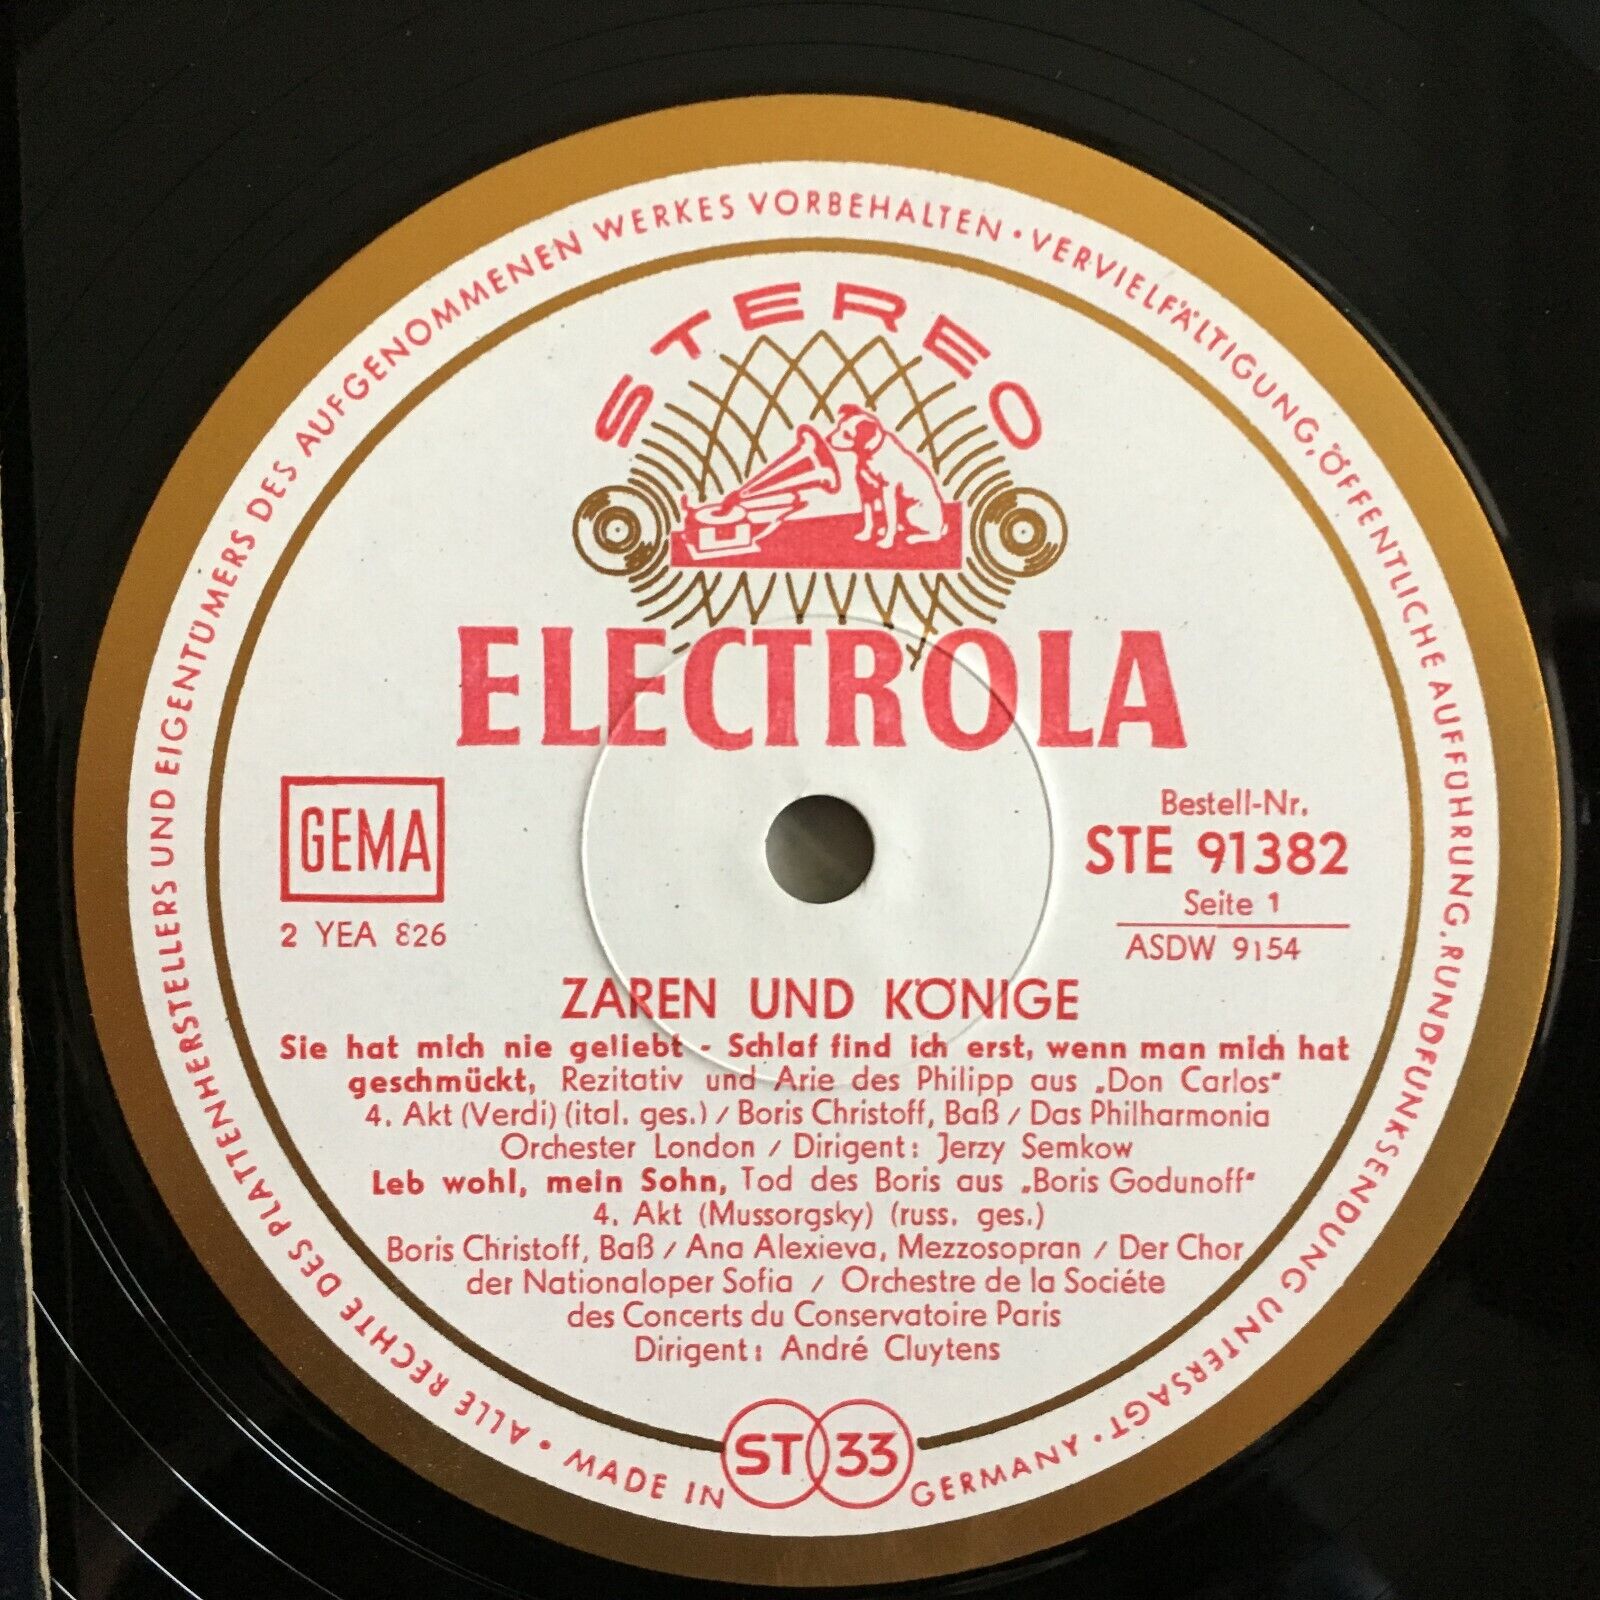 ALLE RECHTE DES PLATTENHERSTELLERS UND EIGENTÜMERS DES AUFGENOMMENEN WERKES VORBEHALTEN · VERVIELFÄLTIGUNG, ÖFFENTLICHE AUFFÜHRUNG, RUNDFUNKSENDUNG UNTERSAGT ·
STEREO
ELECTROLA
GEMA
2 YEA 826
Bestell-Nr.
STE 91382
Seite 1
ASDW 9154
ZAREN UND KÖNIGE
Sie hat mich nie geliebt - Schlaf find ich erst, wenn man mich hat
geschmückt, Rezitativ und Arie des Philipp aus „Don Carlos"
4. Akt (Verdi) (ital. ges.) / Boris Christoff, Baß / Das Philharmonia
Orchester London / Dirigent: Jerzy Semkow
Leb wohl, mein Sohn, Tod des Boris aus „Boris Godunoff"
4. Akt (Mussorgsky) (russ. ges.)
Boris Christoff, Baß / Ana Alexieva, Mezzosopran / Der Chor
der Nationaloper Sofia / Orchestre de la Sociéte
des Concerts du Conservatoire Paris
Dirigent: André Cluytens
ST 33
· MADE IN GERMANY